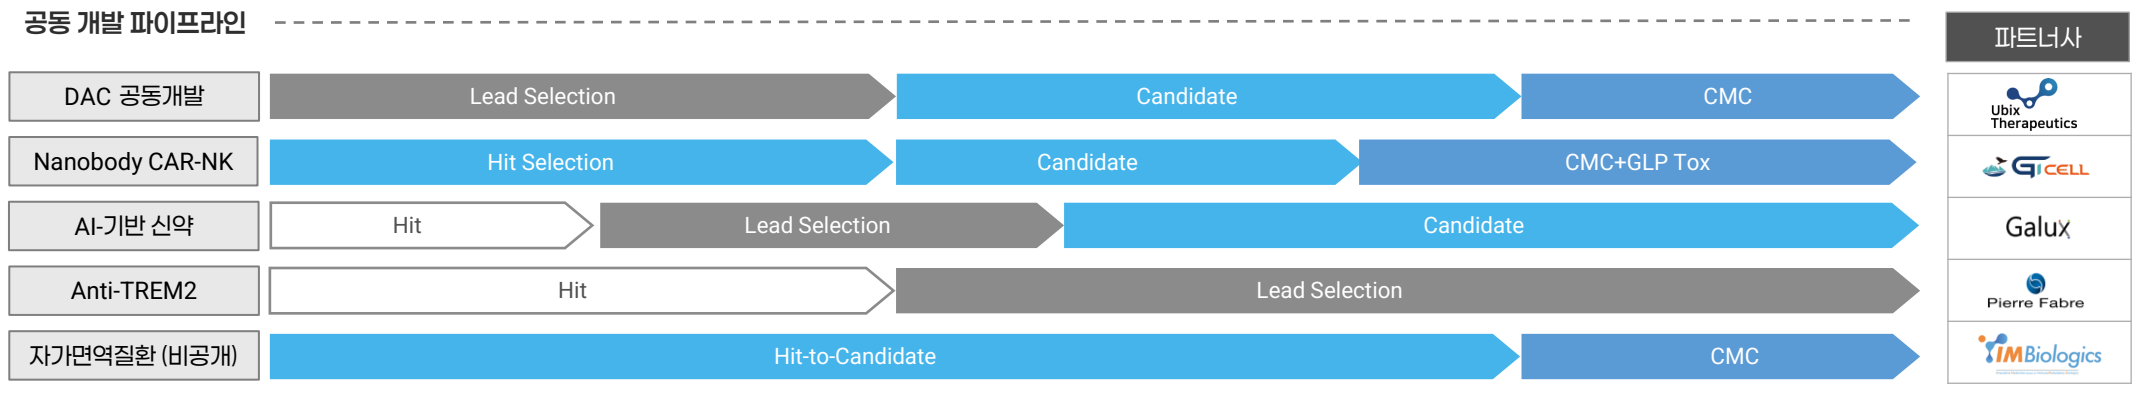 공동 개발 파이프라인
파트너사
DAC 공동개발 Lead Selection Candidate CMC Ubix Therapeutics
Nanobody CAR-NK Hit Selection Candidate CMC+GLP Tox GI CELL
AI-기반 신약 Hit Lead Selection Candidate Galux
Anti-TREM2 Hit Lead Selection Pierre Fabre
자가면역질환 (비공개) Hit-to-Candidate CMC IMBiologics